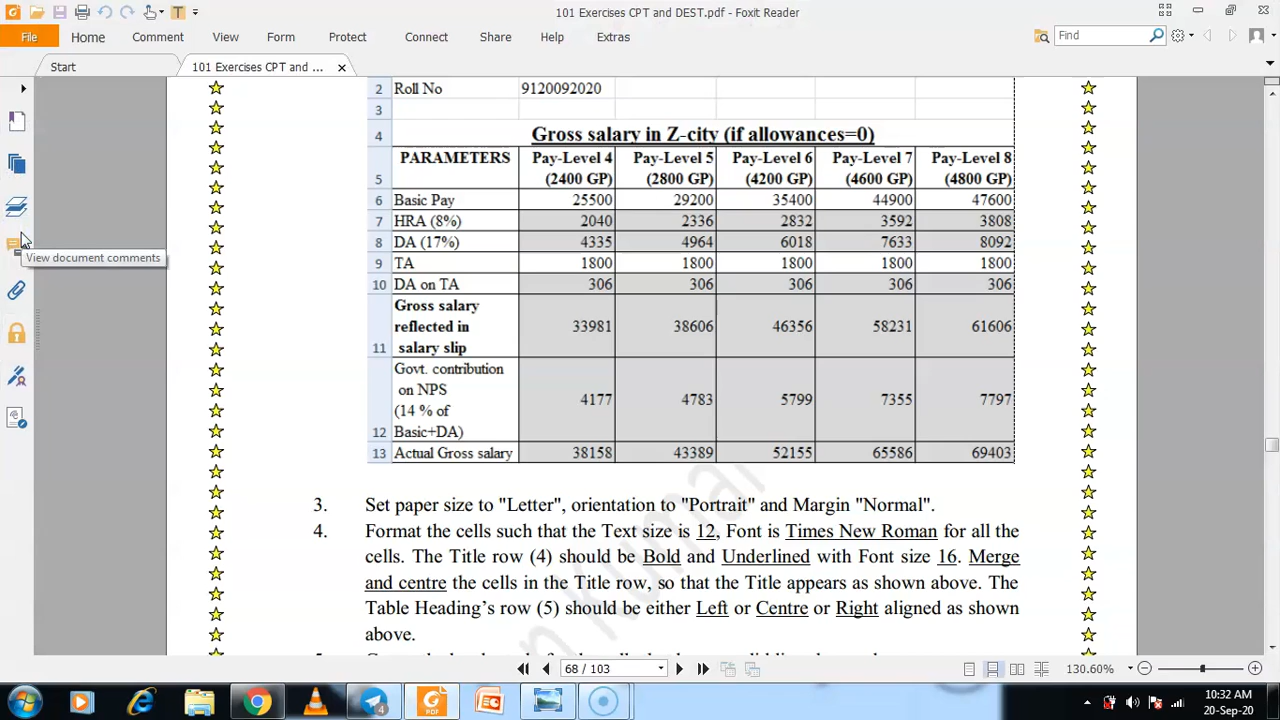 101 Exercises CPT and DEST.pdf - Foxit Reader
File Home Comment View Form Protect Connect Share Help Extras Find
Start 101 Exercises CPT and ...
2 Roll No 9120092020
3
4 Gross salary in Z-city (if allowances=0)
PARAMETERS Pay-Level 4 Pay-Level 5 Pay-Level 6 Pay-Level 7 Pay-Level 8
5 (2400 GP) (2800 GP) (4200 GP) (4600 GP) (4800 GP)
6 Basic Pay 25500 29200 35400 44900 47600
7 HRA (8%) 2040 2336 2832 3592 3808
8 DA (17%) 4335 4964 6018 7633 8092
9 TA 1800 1800 1800 1800 1800
10 DA on TA 306 306 306 306 306
Gross salary
reflected in 33981 38606 46356 58231 61606
11 salary slip
Govt. contribution
on NPS 4177 4783 5799 7355 7797
(14 % of
12 Basic+DA)
13 Actual Gross salary 38158 43389 52155 65586 69403
View document comments
3. Set paper size to "Letter", orientation to "Portrait" and Margin "Normal".
4. Format the cells such that the Text size is 12, Font is Times New Roman for all the
cells. The Title row (4) should be Bold and Underlined with Font size 16. Merge
and centre the cells in the Title row, so that the Title appears as shown above. The
Table Heading's row (5) should be either Left or Centre or Right aligned as shown
above.
68 / 103 130.60%
10:32 AM
20-Sep-20